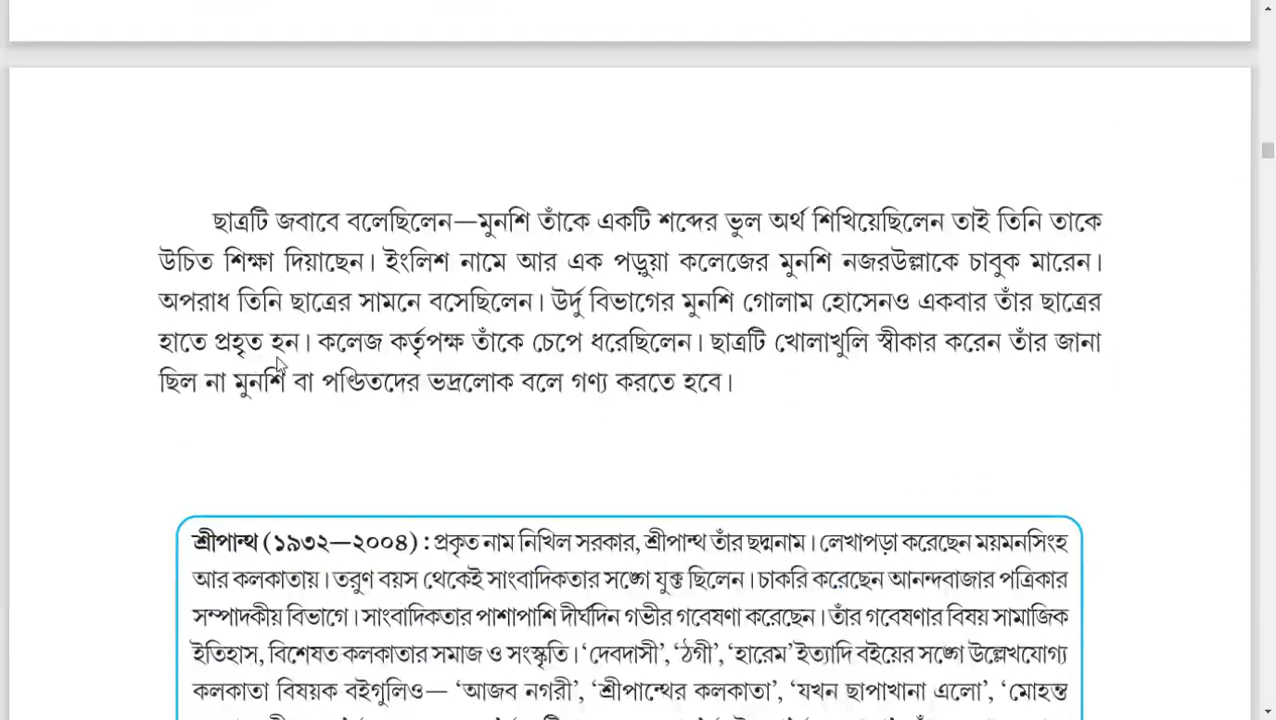 ছাত্রটি জবাবে বলেছিলেন—মুনশি তাঁকে একটি শব্দের ভুল অর্থ শিখিয়েছিলেন তাই তিনি তাকে
উচিত শিক্ষা দিয়াছেন। ইংলিশ নামে আর এক পড়ুয়া কলেজের মুনশি নজরউল্লাকে চাবুক মারেন।
অপরাধ তিনি ছাত্রের সামনে বসেছিলেন। উর্দু বিভাগের মুনশি গোলাম হোসেনও একবার তাঁর ছাত্রের
হাতে প্রহৃত হন। কলেজ কর্তৃপক্ষ তাঁকে চেপে ধরেছিলেন। ছাত্রটি খোলাখুলি স্বীকার করেন তাঁর জানা
ছিল না মুনশি বা পণ্ডিতদের ভদ্রলোক বলে গণ্য করতে হবে।
শ্রীপান্থ (১৯৩২—২০০৪) : প্রকৃত নাম নিখিল সরকার, শ্রীপান্থ তাঁর ছদ্মনাম। লেখাপড়া করেছেন ময়মনসিংহ
আর কলকাতায়। তরুণ বয়স থেকেই সাংবাদিকতার সঙ্গে যুক্ত ছিলেন। চাকরি করেছেন আনন্দবাজার পত্রিকার
সম্পাদকীয় বিভাগে। সাংবাদিকতার পাশাপাশি দীর্ঘদিন গভীর গবেষণা করেছেন। তাঁর গবেষণার বিষয় সামাজিক
ইতিহাস, বিশেষত কলকাতার সমাজ ও সংস্কৃতি। ‘দেবদাসী’, ‘ঠগী’, ‘হারেম’ ইত্যাদি বইয়ের সঙ্গে উল্লেখযোগ্য
কলকাতা বিষয়ক বইগুলিও— ‘আজব নগরী’, ‘শ্রীপান্থের কলকাতা’, ‘যখন ছাপাখানা এলো’, ‘মোহন্ত